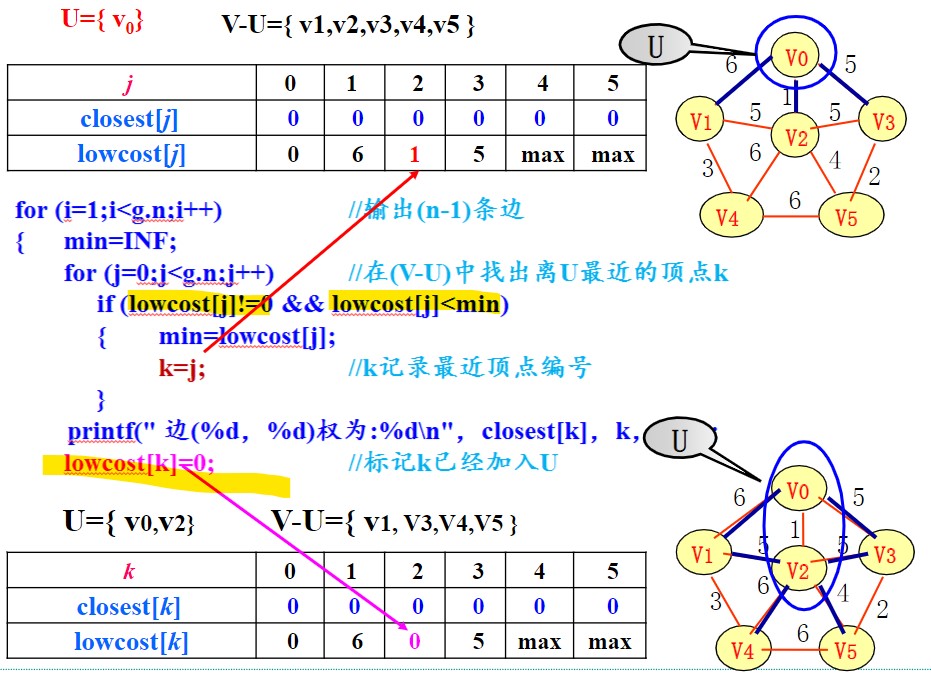 U={ v0}
V-U={ v1,v2,v3,v4,v5 }
j 0 1 2 3 4 5
closest[j] 0 0 0 0 0 0
lowcost[j] 0 6 1 5 max max
U
V0
6 5
1
V1 5 5 V3
V2
3 6 4 2
V4 6 V5
for (i=1;i<g.n;i++) //输出(n-1)条边
{ min=INF;
for (j=0;j<g.n;j++) //在(V-U)中找出离U最近的顶点k
if (lowcost[j]!=0 && lowcost[j]<min)
{ min=lowcost[j];
k=j; //k记录最近顶点编号
}
printf(" 边(%d，%d)权为:%d\n"，closest[k]，k，
lowcost[k]=0; //标记k已经加入U
U={ v0,v2}
V-U={ v1, V3,V4,V5 }
k 0 1 2 3 4 5
closest[k] 0 0 0 0 0 0
lowcost[k] 0 6 0 5 max max
U
V0
6 5
1
V1 5 5 V3
V2
3 6 4 2
V4 6 V5